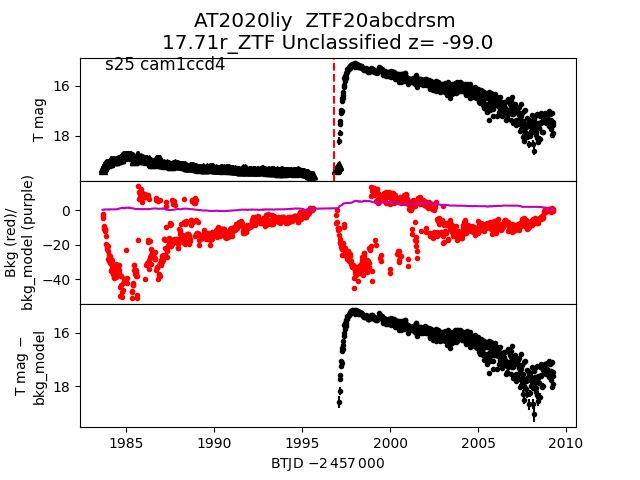 AT2020liy  ZTF20abcdrsm
17.71r_ZTF Unclassified z= -99.0
s25 cam1ccd4
T mag
16
18
Bkg (red)/
bkg_model (purple)
0
−20
−40
T mag −
bkg_model
16
18
1985
1990
1995
2000
2005
2010
BTJD −2 457 000